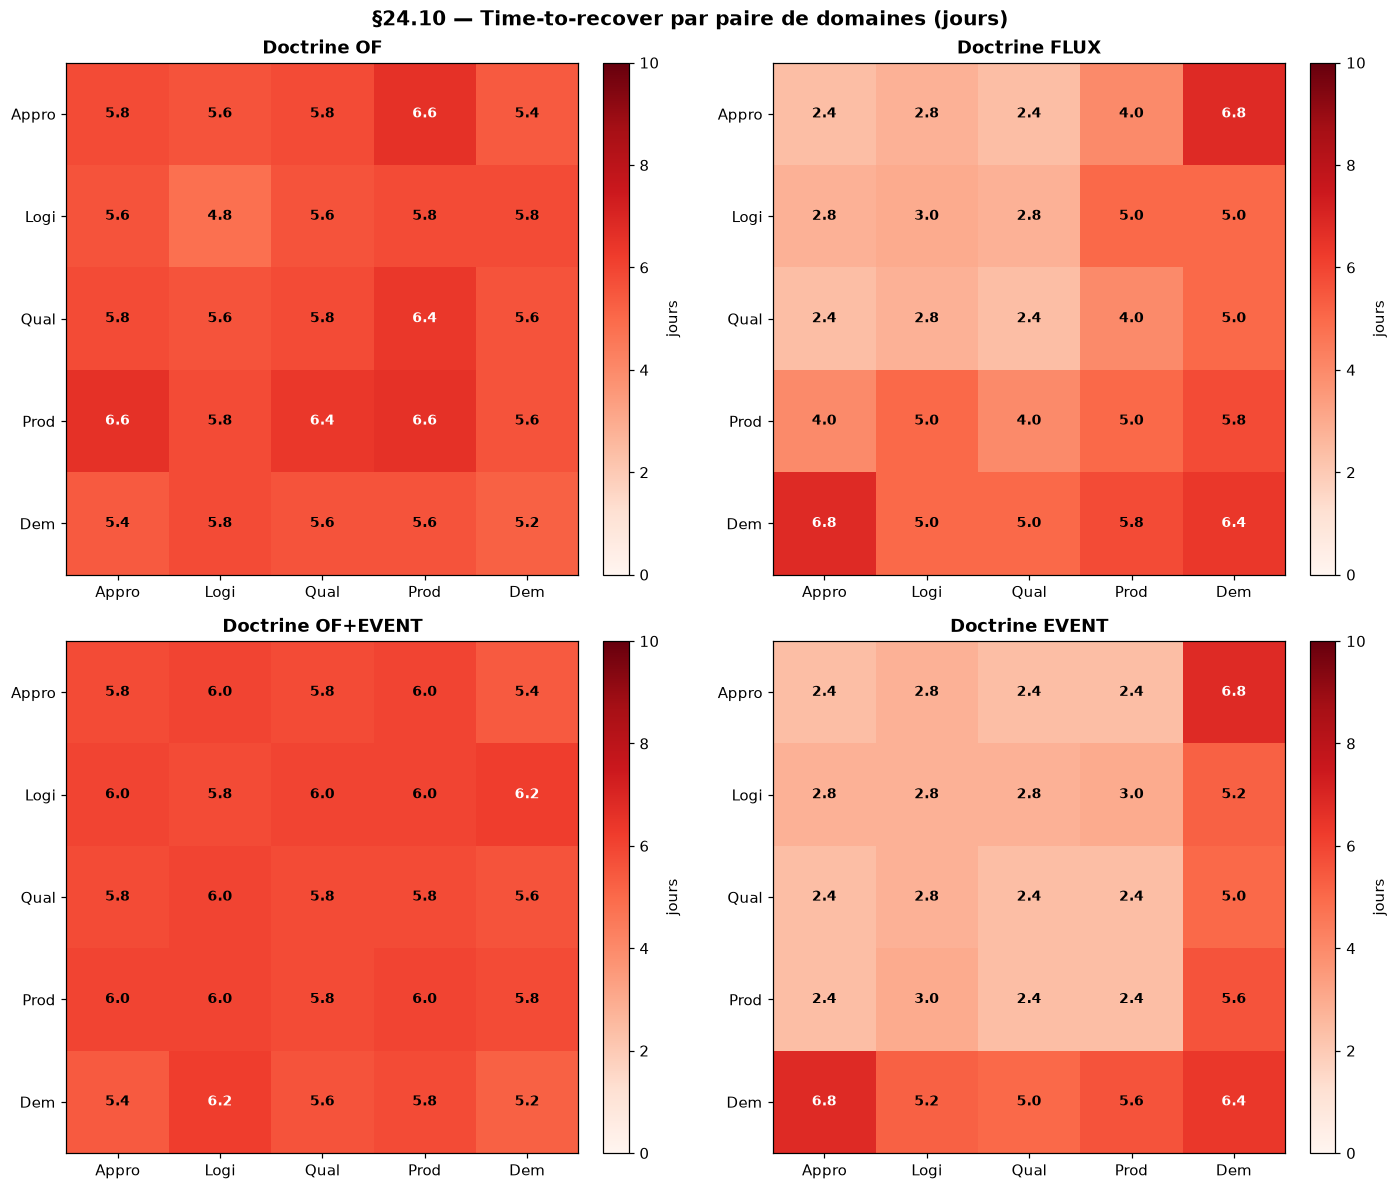 §24.10 — Time-to-recover par paire de domaines (jours)
Doctrine OF
Appro 5.8 5.6 5.8 6.6 5.4
Logi 5.6 4.8 5.6 5.8 5.8
Qual 5.8 5.6 5.8 6.4 5.6
Prod 6.6 5.8 6.4 6.6 5.6
Dem 5.4 5.8 5.6 5.6 5.2
Appro Logi Qual Prod Dem
10
8
6
4
2
0
jours
Doctrine FLUX
Appro 2.4 2.8 2.4 4.0 6.8
Logi 2.8 3.0 2.8 5.0 5.0
Qual 2.4 2.8 2.4 4.0 5.0
Prod 4.0 5.0 4.0 5.0 5.8
Dem 6.8 5.0 5.0 5.8 6.4
Appro Logi Qual Prod Dem
10
8
6
4
2
0
jours
Doctrine OF+EVENT
Appro 5.8 6.0 5.8 6.0 5.4
Logi 6.0 5.8 6.0 6.0 6.2
Qual 5.8 6.0 5.8 5.8 5.6
Prod 6.0 6.0 5.8 6.0 5.8
Dem 5.4 6.2 5.6 5.8 5.2
Appro Logi Qual Prod Dem
10
8
6
4
2
0
jours
Doctrine EVENT
Appro 2.4 2.8 2.4 2.4 6.8
Logi 2.8 2.8 2.8 3.0 5.2
Qual 2.4 2.8 2.4 2.4 5.0
Prod 2.4 3.0 2.4 2.4 5.6
Dem 6.8 5.2 5.0 5.6 6.4
Appro Logi Qual Prod Dem
10
8
6
4
2
0
jours